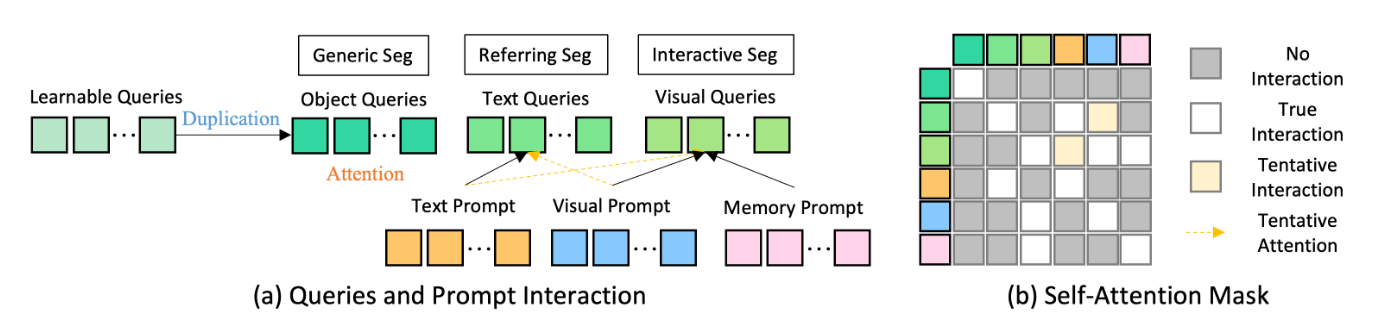 Generic Seg
Referring Seg
Interactive Seg
Learnable Queries
Duplication
Object Queries
Text Queries
Visual Queries
...
...
...
...
Attention
Text Prompt
Visual Prompt
Memory Prompt
...
...
...
(a) Queries and Prompt Interaction
No
Interaction
True
Interaction
Tentative
Interaction
Tentative
Attention
(b) Self-Attention Mask